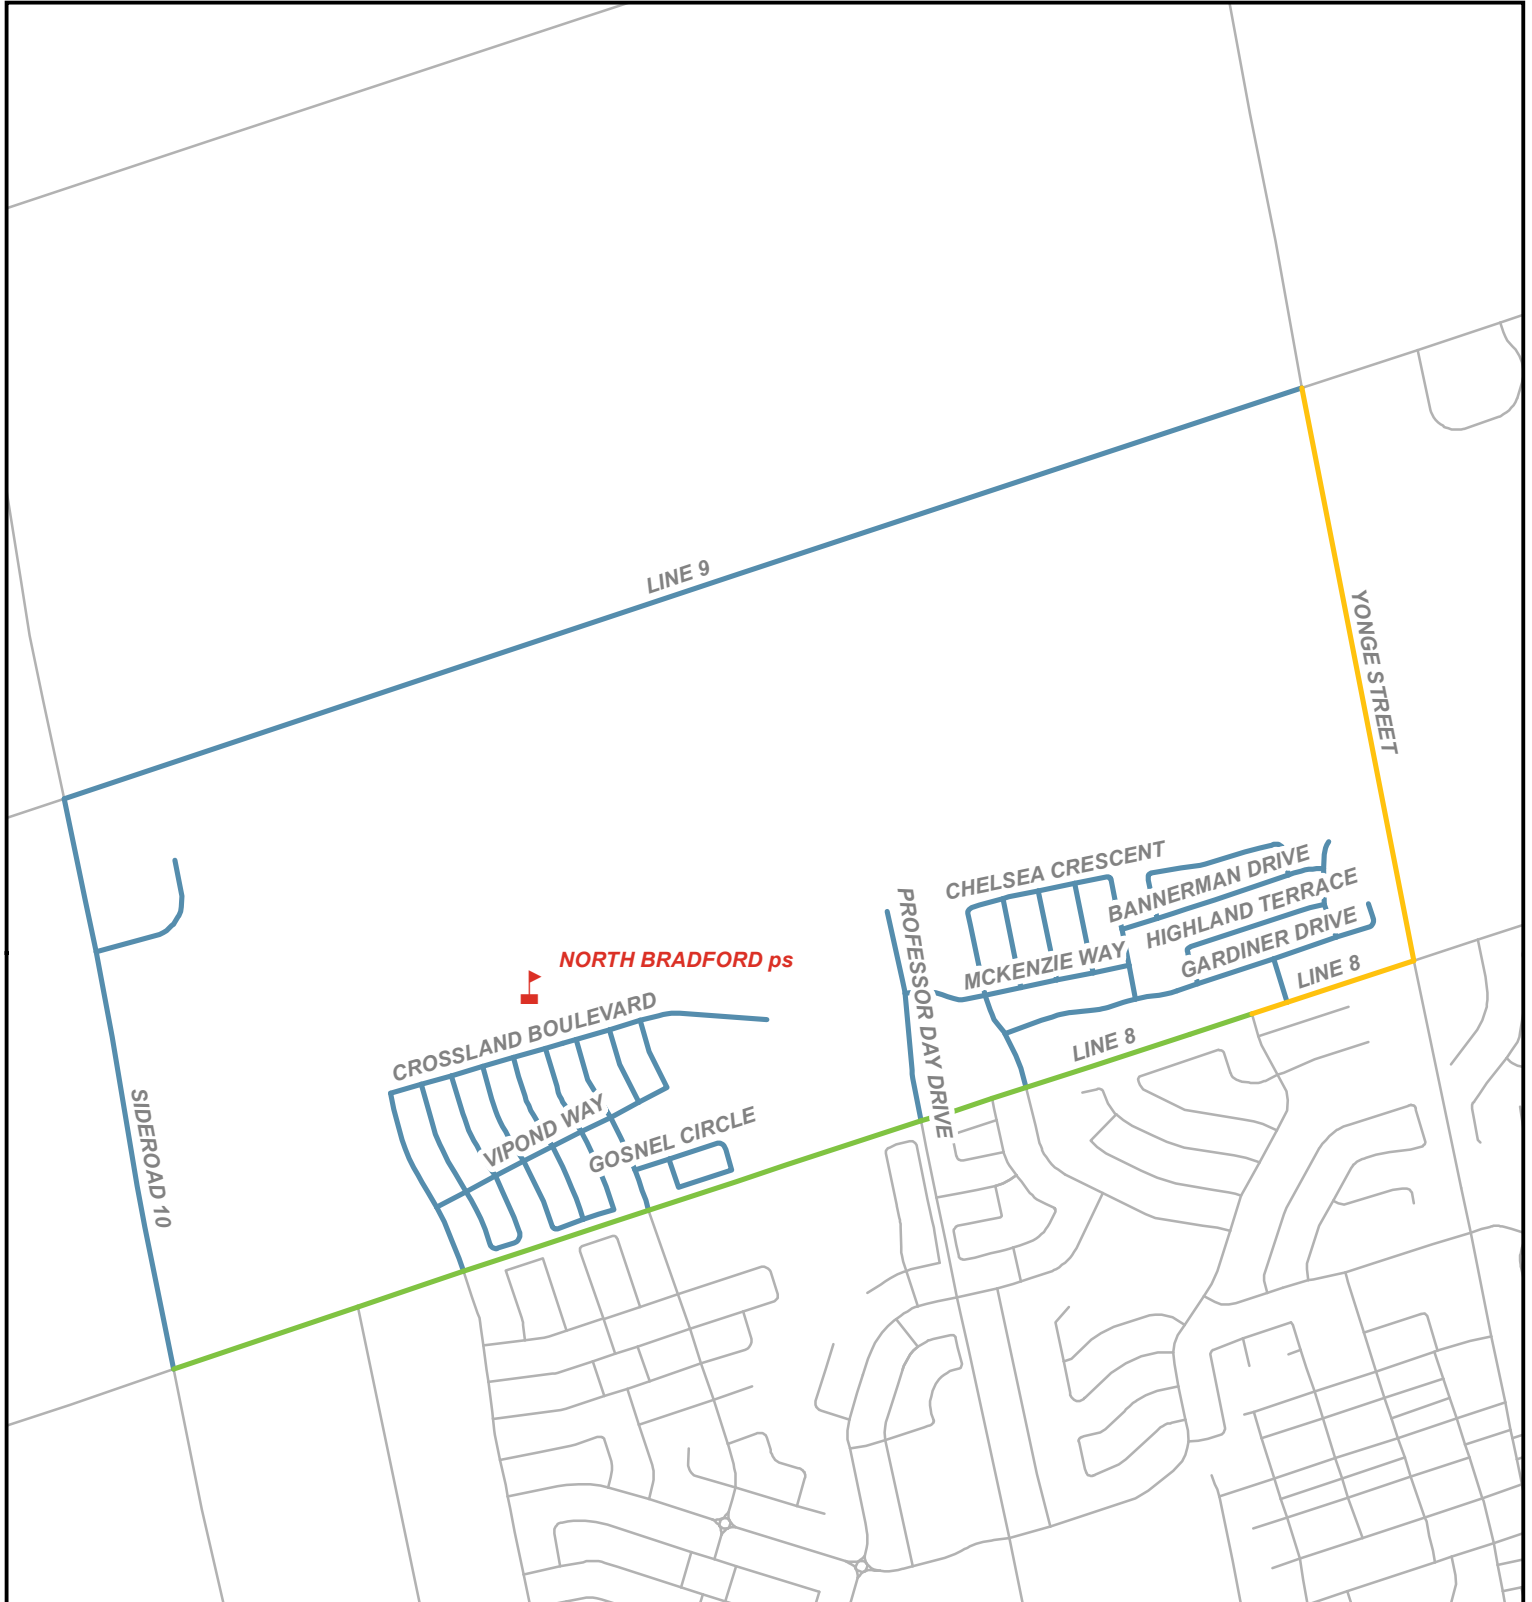 LINE 9
YONGE STREET
CHELSEA CRESCENT
BANNERMAN DRIVE
HIGHLAND TERRACE
PROFESSOR DAY DRIVE
MCKENZIE WAY
GARDINER DRIVE
LINE 8
NORTH BRADFORD ps
CROSSLAND BOULEVARD
LINE 8
SIDEROAD 10
VIPOND WAY
GOSNEL CIRCLE